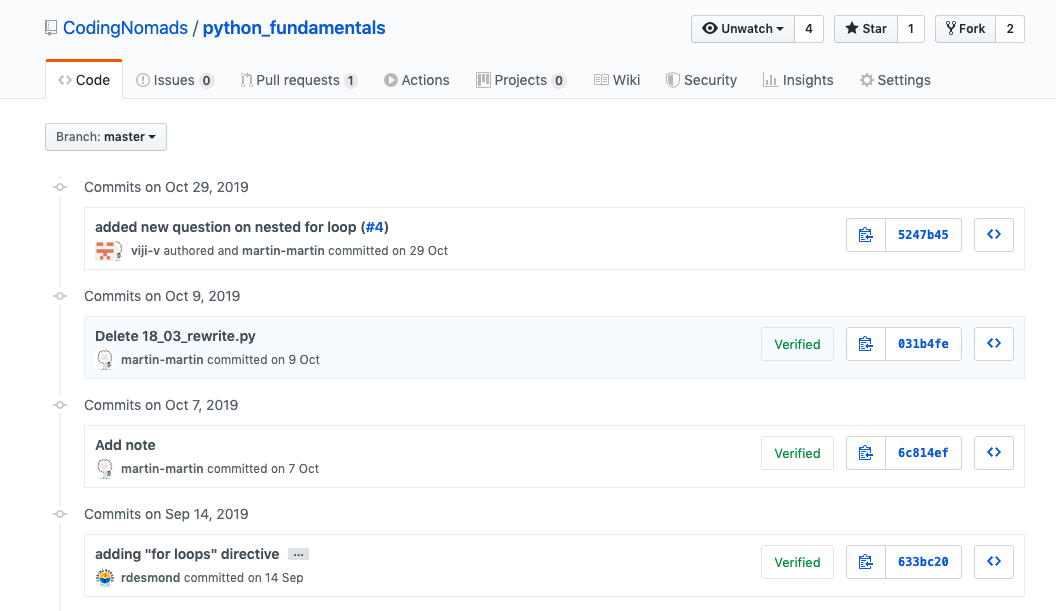 CodingNomads / python_fundamentals
Unwatch 4 Star 1 Fork 2
Code Issues 0 Pull requests 1 Actions Projects 0 Wiki Security Insights Settings
Branch: master
Commits on Oct 29, 2019
added new question on nested for loop (#4)
viji-v authored and martin-martin committed on 29 Oct
5247b45
Commits on Oct 9, 2019
Delete 18_03_rewrite.py
martin-martin committed on 9 Oct
Verified 031b4fe
Commits on Oct 7, 2019
Add note
martin-martin committed on 7 Oct
Verified 6c814ef
Commits on Sep 14, 2019
adding "for loops" directive ...
rdesmond committed on 14 Sep
Verified 633bc20